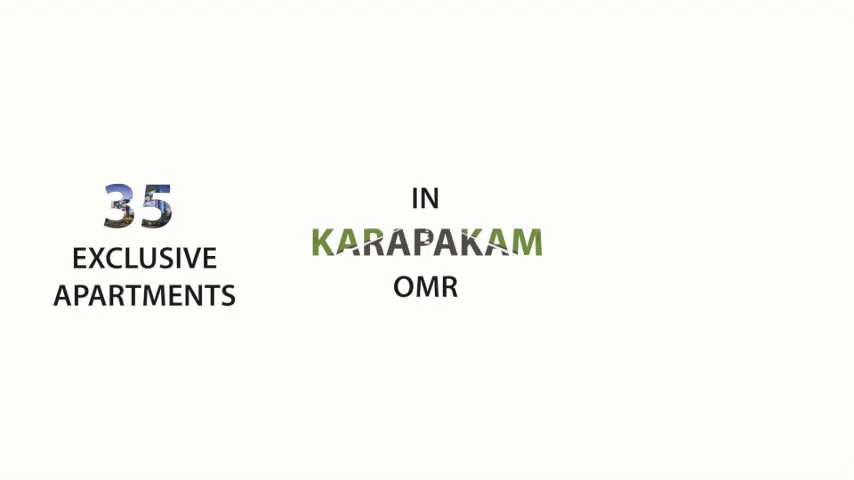 35
EXCLUSIVE
APARTMENTS
IN
KARAPAKAM
OMR